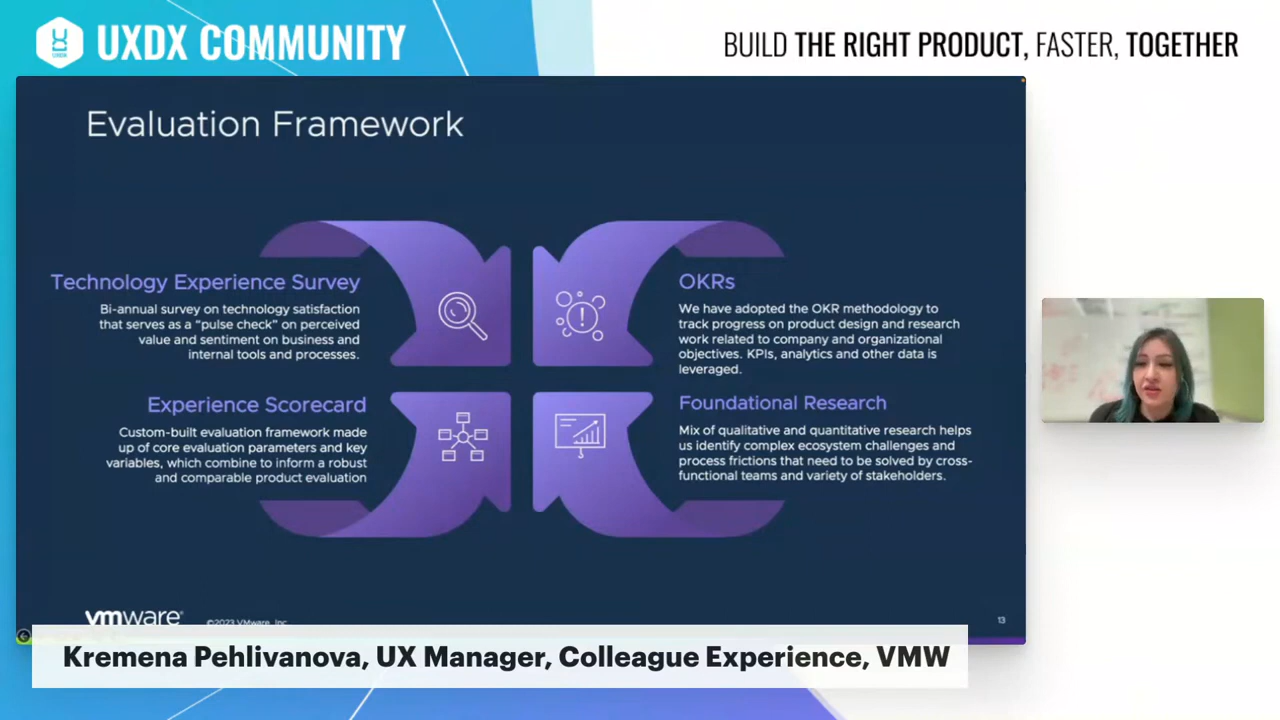 UXDX COMMUNITY
BUILD THE RIGHT PRODUCT, FASTER, TOGETHER
Evaluation Framework
Technology Experience Survey
Bi-annual survey on technology satisfaction
that serves as a “pulse check” on perceived
value and sentiment on business and
internal tools and processes.
OKRs
We have adopted the OKR methodology to
track progress on product design and research
work related to company and organizational
objectives. KPIs, analytics and other data is
leveraged.
Experience Scorecard
Custom-built evaluation framework made
up of core evaluation parameters and key
variables, which combine to inform a robust
and comparable product evaluation
Foundational Research
Mix of qualitative and quantitative research helps
us identify complex ecosystem challenges and
process frictions that need to be solved by cross-
functional teams and variety of stakeholders.
vmware®
©2023 VMware, Inc.
13
Kremena Pehlivanova, UX Manager, Colleague Experience, VMW